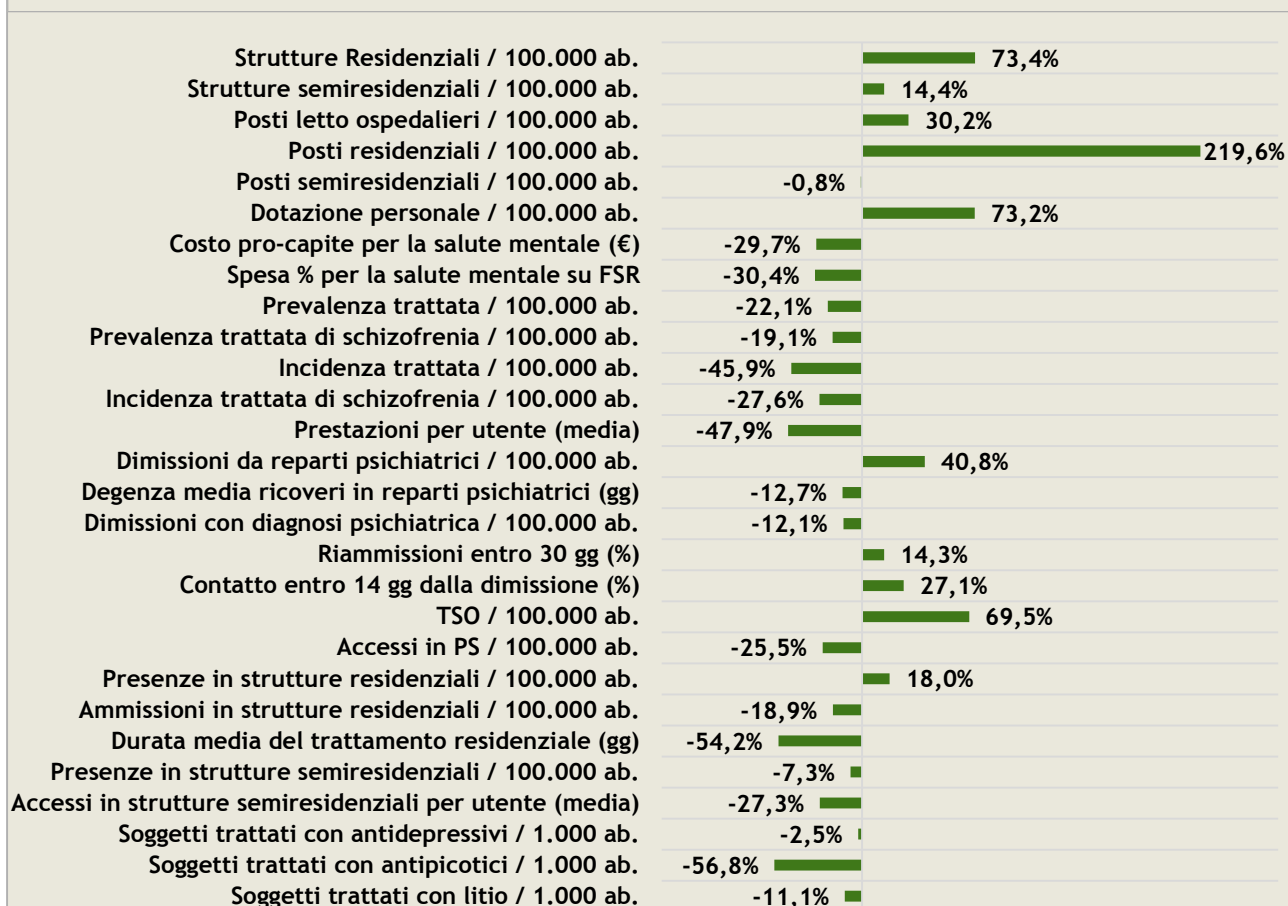 Strutture Residenziali / 100.000 ab. 73,4%
Strutture semiresidenziali / 100.000 ab. 14,4%
Posti letto ospedalieri / 100.000 ab. 30,2%
Posti residenziali / 100.000 ab. 219,6%
Posti semiresidenziali / 100.000 ab. -0,8%
Dotazione personale / 100.000 ab. 73,2%
Costo pro-capite per la salute mentale (€) -29,7%
Spesa % per la salute mentale su FSR -30,4%
Prevalenza trattata / 100.000 ab. -22,1%
Prevalenza trattata di schizofrenia / 100.000 ab. -19,1%
Incidenza trattata / 100.000 ab. -45,9%
Incidenza trattata di schizofrenia / 100.000 ab. -27,6%
Prestazioni per utente (media) -47,9%
Dimissioni da reparti psichiatrici / 100.000 ab. 40,8%
Degenza media ricoveri in reparti psichiatrici (gg) -12,7%
Dimissioni con diagnosi psichiatrica / 100.000 ab. -12,1%
Riammissioni entro 30 gg (%) 14,3%
Contatto entro 14 gg dalla dimissione (%) 27,1%
TSO / 100.000 ab. 69,5%
Accessi in PS / 100.000 ab. -25,5%
Presenze in strutture residenziali / 100.000 ab. 18,0%
Ammissioni in strutture residenziali / 100.000 ab. -18,9%
Durata media del trattamento residenziale (gg) -54,2%
Presenze in strutture semiresidenziali / 100.000 ab. -7,3%
Accessi in strutture semiresidenziali per utente (media) -27,3%
Soggetti trattati con antidepressivi / 1.000 ab. -2,5%
Soggetti trattati con antipicotici / 1.000 ab. -56,8%
Soggetti trattati con litio / 1.000 ab. -11,1%